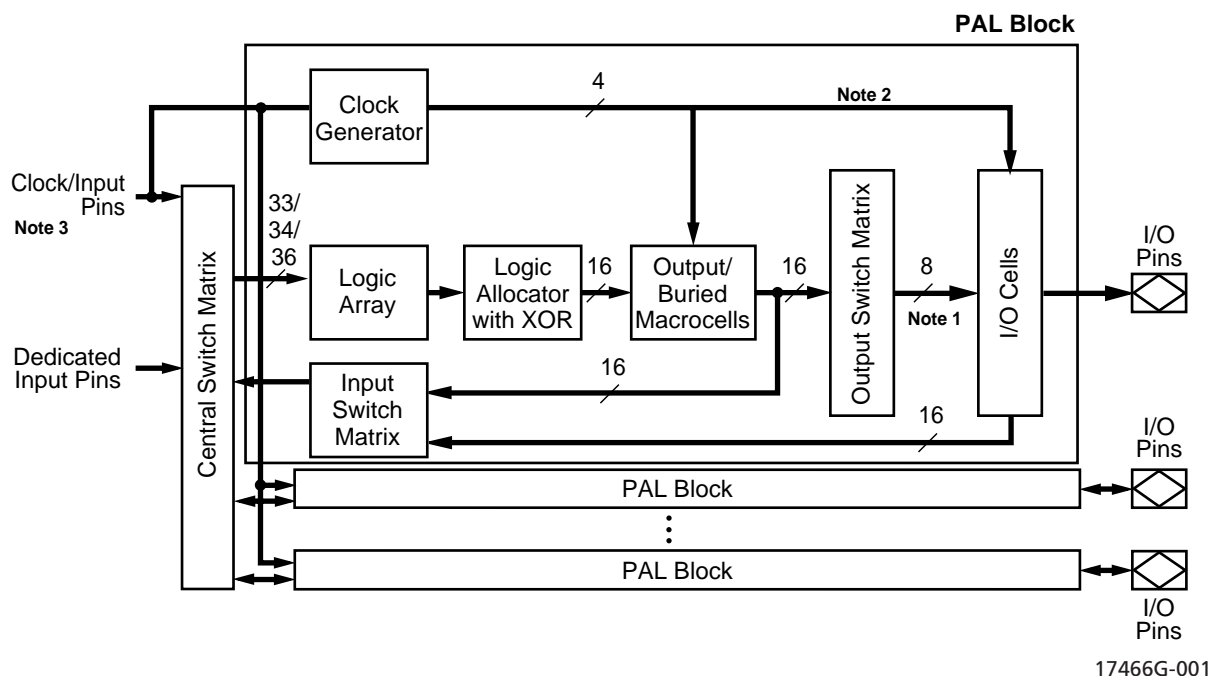 PAL Block
Clock
Generator
4
Note 2
Clock/Input
Pins
Note 3
33/
34/
36
Central Switch Matrix
Logic
Array
Logic
Allocator
with XOR
16
Output/
Buried
Macrocells
16
Output Switch Matrix
8
Note 1
I/O Cells
I/O
Pins
Dedicated
Input Pins
Input
Switch
Matrix
16
16
I/O
Pins
PAL Block
PAL Block
I/O
Pins
17466G-001